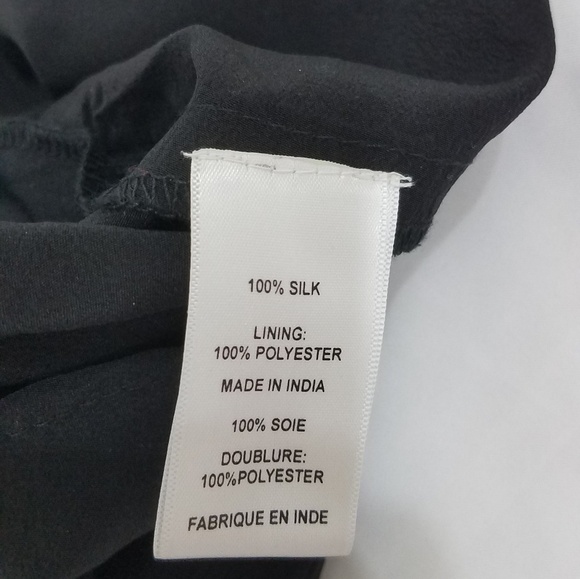 100% SILK
LINING:
100% POLYESTER
MADE IN INDIA
100% SOIE
DOUBLURE:
100%POLYESTER
FABRIQUE EN INDE